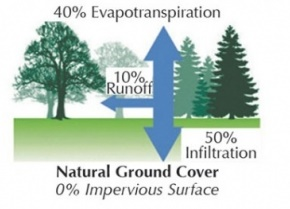 40% Evapotranspiration
10%
Runoff
50%
Infiltration
Natural Ground Cover
0% Impervious Surface